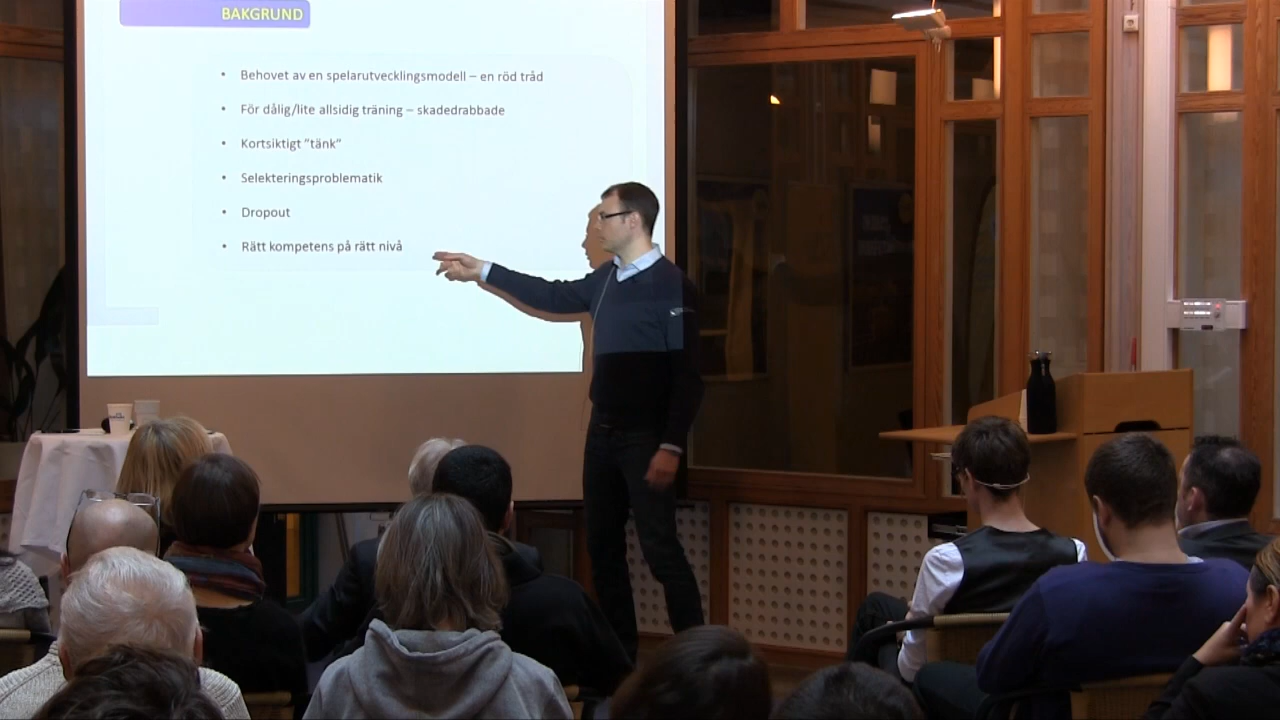 BAKGRUND
• Behovet av en spelarutvecklingsmodell – en röd tråd
• För dålig/lite allsidig träning – skadedrabbade
• Kortsiktigt ”tänk”
• Selekteringsproblematik
• Dropout
• Rätt kompetens på rätt nivå